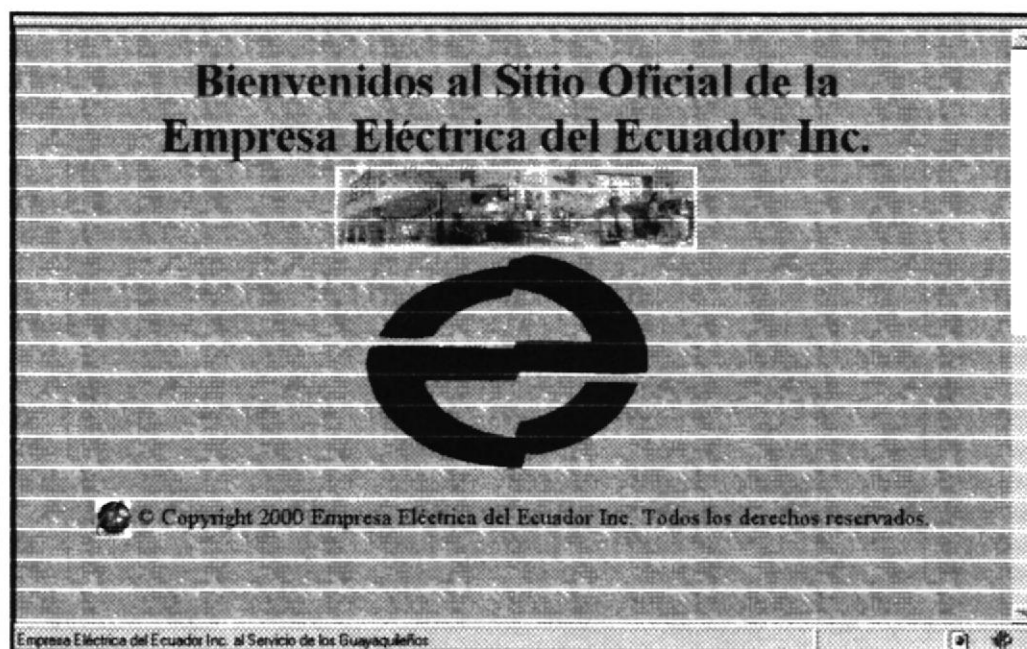 Bienvenidos al Sitio Oficial de la
Empresa Eléctrica del Ecuador Inc.
© Copyright 2000 Empresa Eléctrica del Ecuador Inc. Todos los derechos reservados.
Empresa Eléctrica del Ecuador Inc. al Servicio de los Guayaquileños